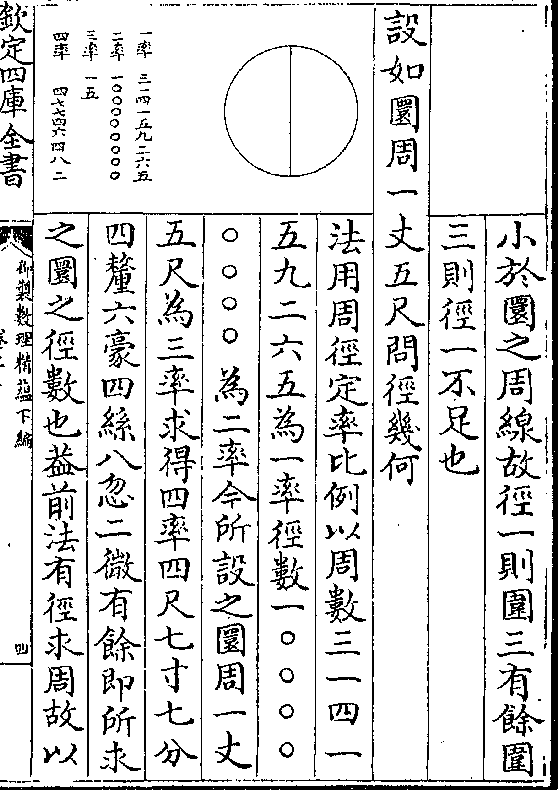 小於圜之周線故徑一則圍三有餘圍
三則徑一不足也
設如圜周一丈五尺問徑幾何
法用周徑定率比例以周數三一四一
五九二六五為一率徑數一〇〇〇〇
〇〇〇〇為二率今所設之圜周一丈
五尺為三率求得四率四尺七寸七分
四釐六豪四絲八忽二微有餘即所求
之圜之徑數也葢前法有徑求周故以
一率 三一四一五九二六五
二率 一〇〇〇〇〇〇〇〇
三率 一五
四率 四七七四六四八二
欽定四庫全書
御製數理精蘊下編
四